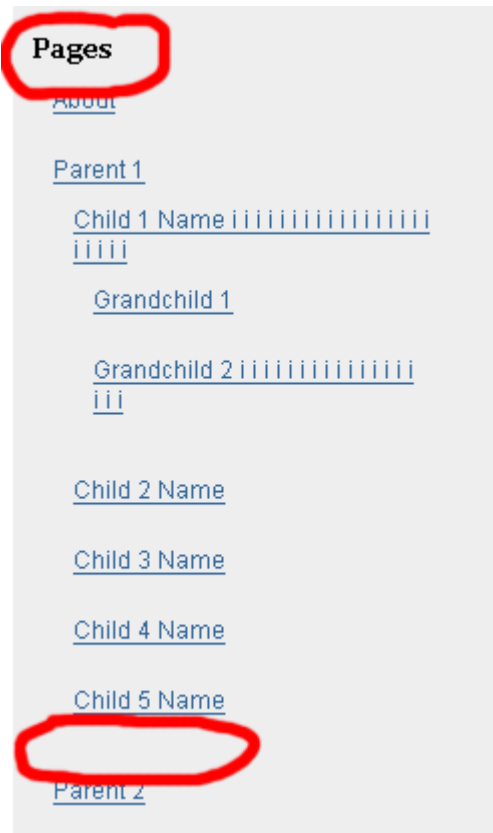 Pages
About
Parent 1
Child 1 Name i i i i i i i i i i i i i i i i i
i i i i i
Grandchild 1
Grandchild 2 i i i i i i i i i i i i i i i
i i i
Child 2 Name
Child 3 Name
Child 4 Name
Child 5 Name
Parent 2